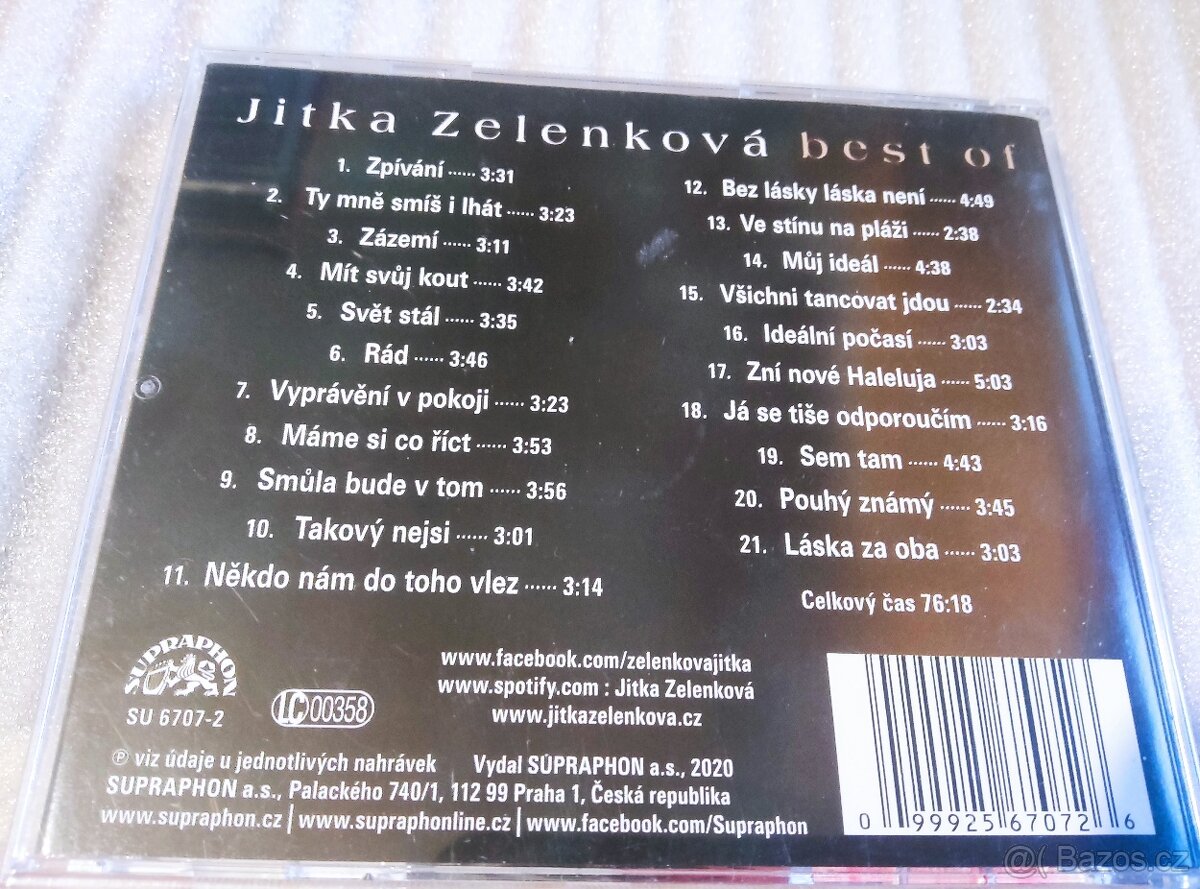 Jitka Zelenková best of
1. Zpívání ...... 3:31
2. Ty mně smíš i lhát ...... 3:23
3. Zázemí ...... 3:11
4. Mít svůj kout ...... 3:42
5. Svět stál ...... 3:35
6. Rád ...... 3:46
7. Vyprávění v pokoji ...... 3:23
8. Máme si co říct ...... 3:53
9. Smůla bude v tom ...... 3:56
10. Takový nejsi ...... 3:01
11. Někdo nám do toho vlez ...... 3:14
12. Bez lásky láska není ...... 4:49
13. Ve stínu na pláži ...... 2:38
14. Můj ideál ...... 4:38
15. Všichni tancovat jdou ...... 2:34
16. Ideální počasí ...... 3:03
17. Zní nové Haleluja ...... 5:03
18. Já se tiše odporoučím ...... 3:16
19. Sem tam ...... 4:43
20. Pouhý známý ...... 3:45
21. Láska za oba ...... 3:03
Celkový čas 76:18
SUPRAPHON
SU 6707-2
LC 00358
www.facebook.com/zelenkovajitka
www.spotify.com : Jitka Zelenková
www.jitkazelenkova.cz
℗ viz údaje u jednotlivých nahrávek Vydal SUPRAPHON a.s., 2020
SUPRAPHON a.s., Palackého 740/1, 112 99 Praha 1, Česká republika
www.supraphon.cz | www.supraphonline.cz | www.facebook.com/Supraphon
0 99925 67072 6
@( Bazos.cz